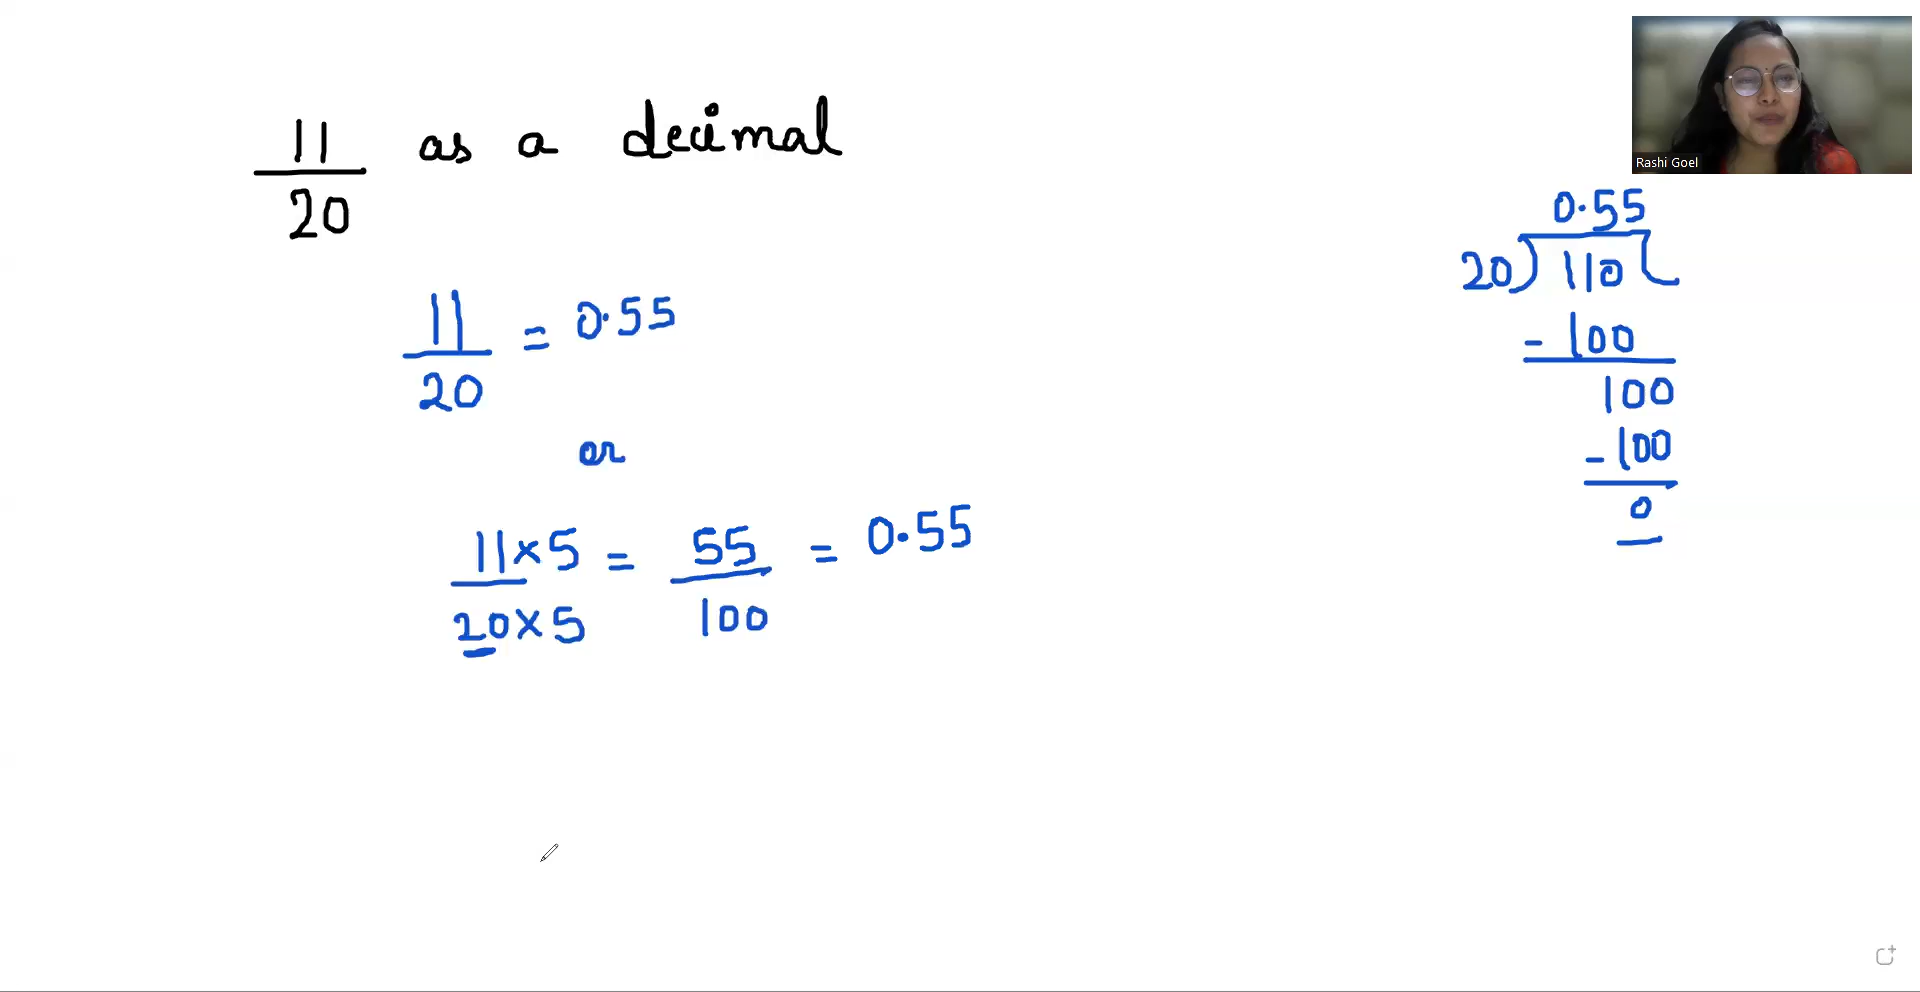 11/20 as a decimal
11/20 = 0.55
or
11×5/20×5 = 55/100 = 0.55
Rashi Goel
0.55
20)110(
- 100
100
- 100
0